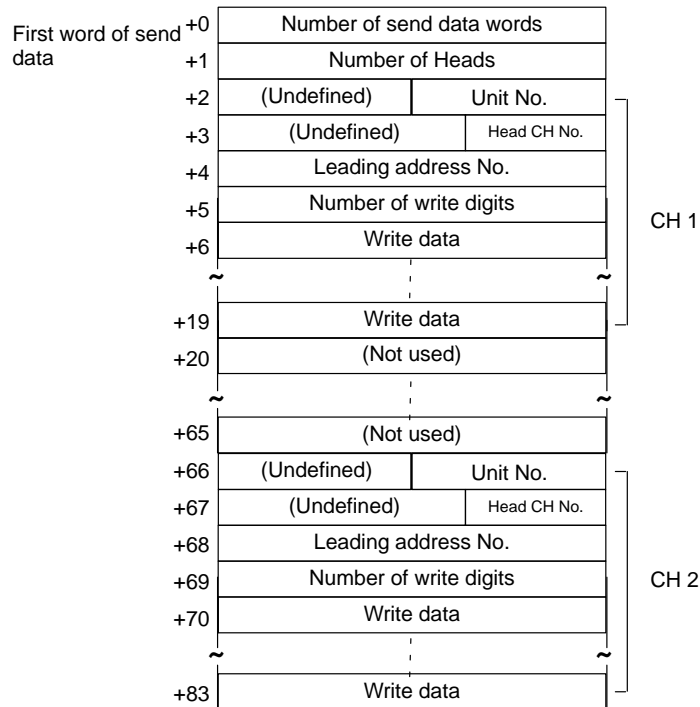 First word of send
data
+0 Number of send data words
+1 Number of Heads
+2 (Undefined) Unit No.
+3 (Undefined) Head CH No.
+4 Leading address No.
+5 Number of write digits
+6 Write data
CH 1
~ ~
+19 Write data
+20 (Not used)
~ ~
+65 (Not used)
+66 (Undefined) Unit No.
+67 (Undefined) Head CH No.
+68 Leading address No.
+69 Number of write digits
+70 Write data
CH 2
~ ~
+83 Write data